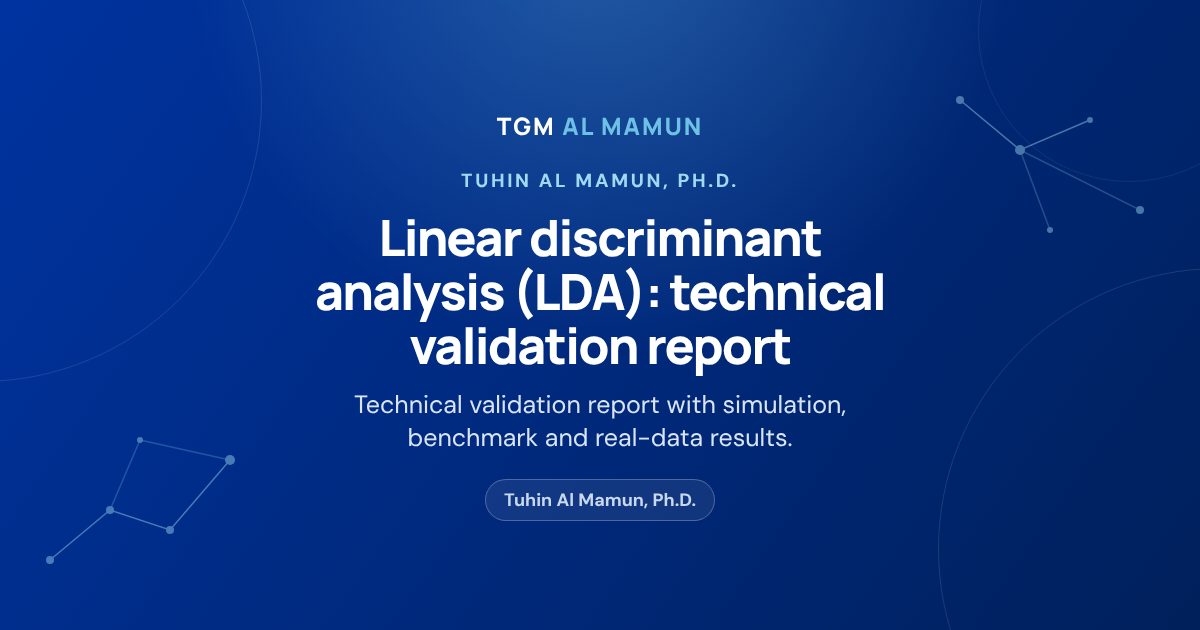 TGM AL MAMUN
TUHIN AL MAMUN, PH.D.
Linear discriminant
analysis (LDA): technical
validation report
Technical validation report with simulation,
benchmark and real-data results.
Tuhin Al Mamun, Ph.D.